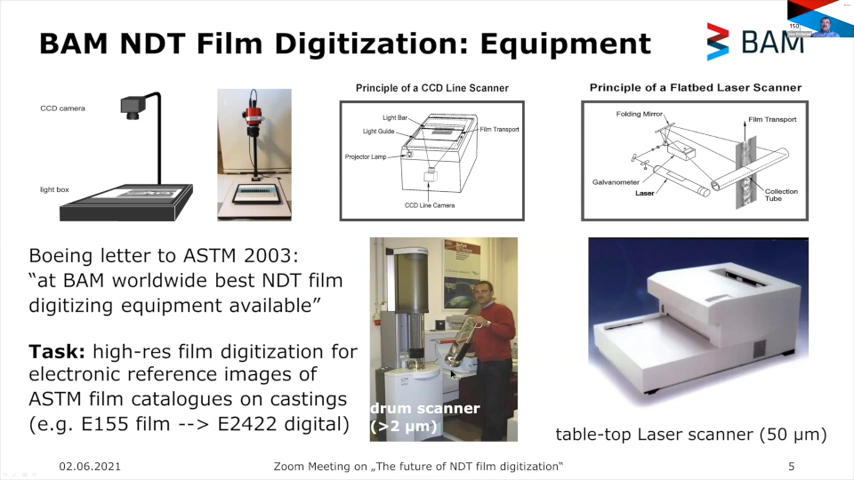 BAM NDT Film Digitization: Equipment
BAM
CCD camera
light box
Principle of a CCD Line Scanner
Light Bar
Light Guide
Film Transport
Projector Lamp
CCD Line Camera
Principle of a Flatbed Laser Scanner
Folding Mirror
Film Transport
Galvanometer
Laser
Collection
Tube
Boeing letter to ASTM 2003:
“at BAM worldwide best NDT film
digitizing equipment available”
Task: high-res film digitization for
electronic reference images of
ASTM film catalogues on castings
(e.g. E155 film --> E2422 digital)
drum scanner
(>2 µm)
table-top Laser scanner (50 µm)
02.06.2021
Zoom Meeting on „The future of NDT film digitization“
5